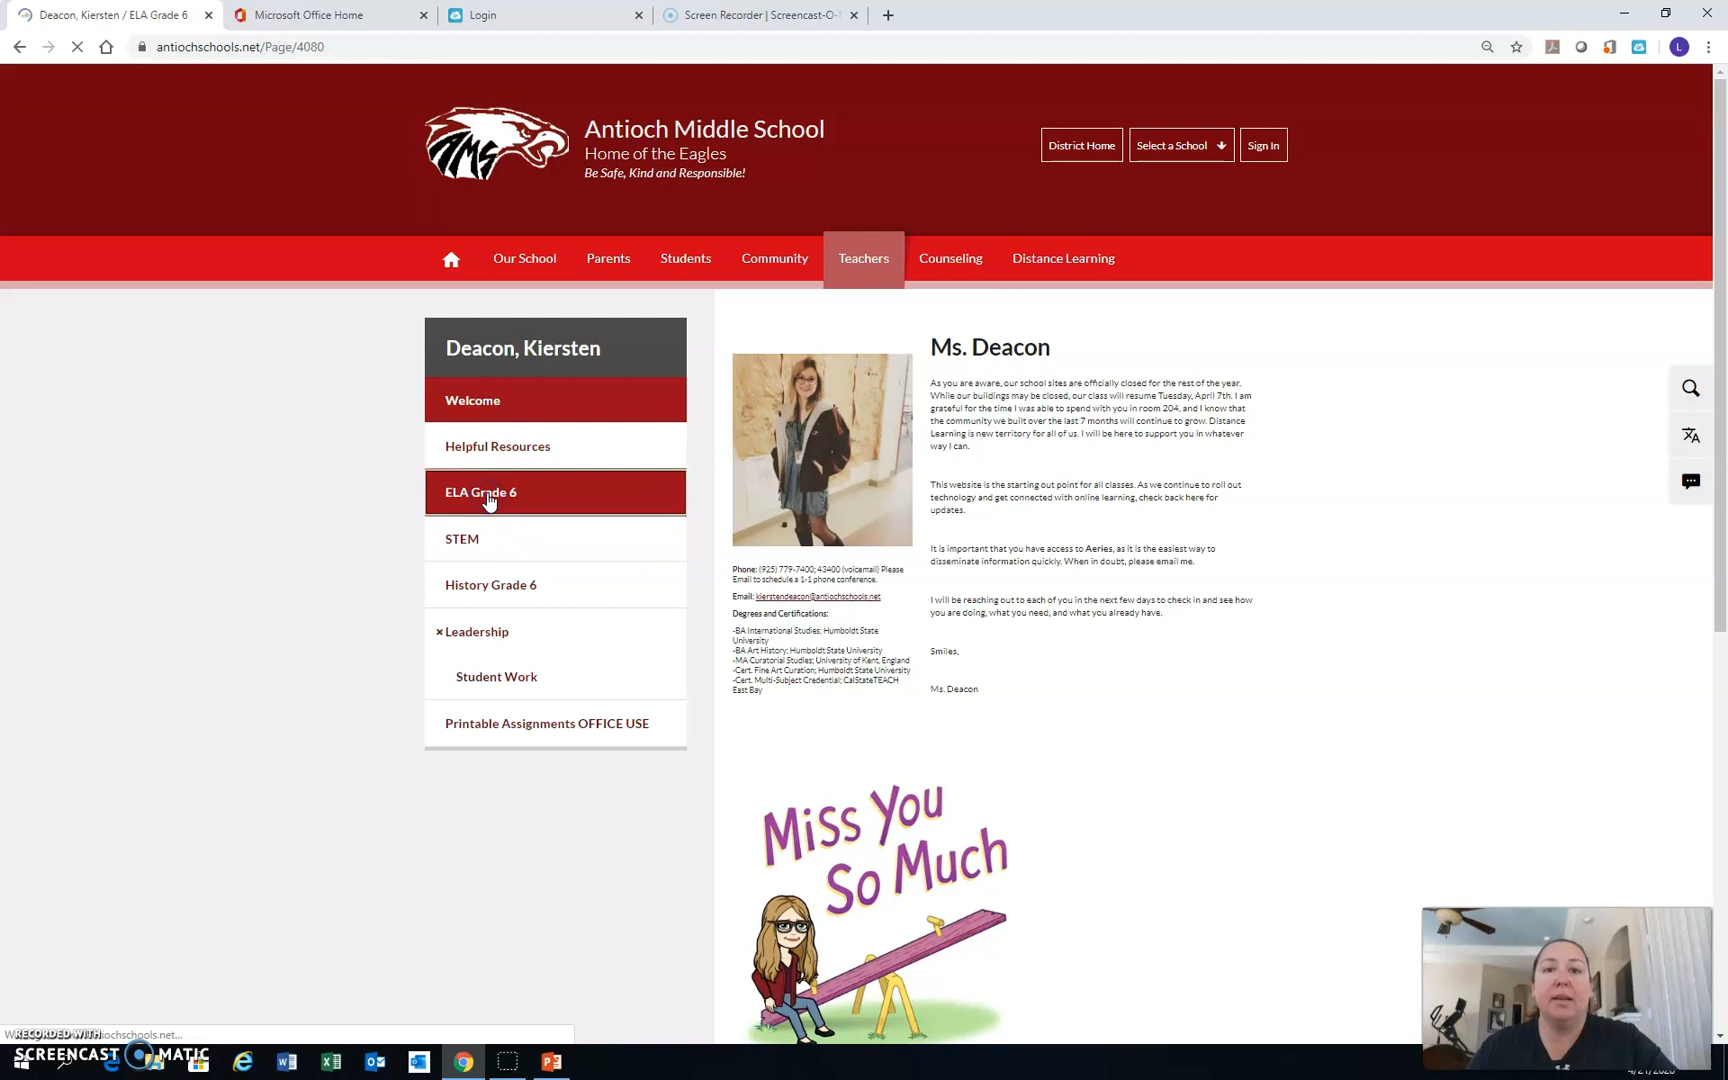 Deacon, Kiersten / ELA Grade 6
Microsoft Office Home
Login
Screen Recorder | Screencast-O-
antiochschools.net/Page/4080
L
AMS
Antioch Middle School
Home of the Eagles
Be Safe, Kind and Responsible!
District Home
Select a School
Sign In
Our School
Parents
Students
Community
Teachers
Counseling
Distance Learning
Deacon, Kiersten
Welcome
Helpful Resources
ELA Grade 6
STEM
History Grade 6
Leadership
Student Work
Printable Assignments OFFICE USE
Phone: (925) 779-7400; 43400 (voicemail) Please
Email to schedule a 1-1 phone conference.
Email: kierstendeacon@antiochschools.net
Degrees and Certifications:
-BA International Studies; Humboldt State
University
-BA Art History; Humboldt State University
-MA Curatorial Studies; University of Kent, England
-Cert. Fine Art Curation; Humboldt State University
-Cert. Multi-Subject Credential; CalStateTEACH
East Bay
Ms. Deacon
As you are aware, our school sites are officially closed for the rest of the year.
While our buildings may be closed, our class will resume Tuesday, April 7th. I am
grateful for the time I was able to spend with you in room 204, and I know that
the community we built over the last 7 months will continue to grow. Distance
Learning is new territory for all of us. I will be here to support you in whatever
way I can.
This website is the starting out point for all classes. As we continue to roll out
technology and get connected with online learning, check back here for
updates.
It is important that you have access to Aeries, as it is the easiest way to
disseminate information quickly. When in doubt, please email me.
I will be reaching out to each of you in the next few days to check in and see how
you are doing, what you need, and what you already have.
Smiles,
Ms. Deacon
Miss You
So Much
RECORDED WITH
SCREENCAST MATIC